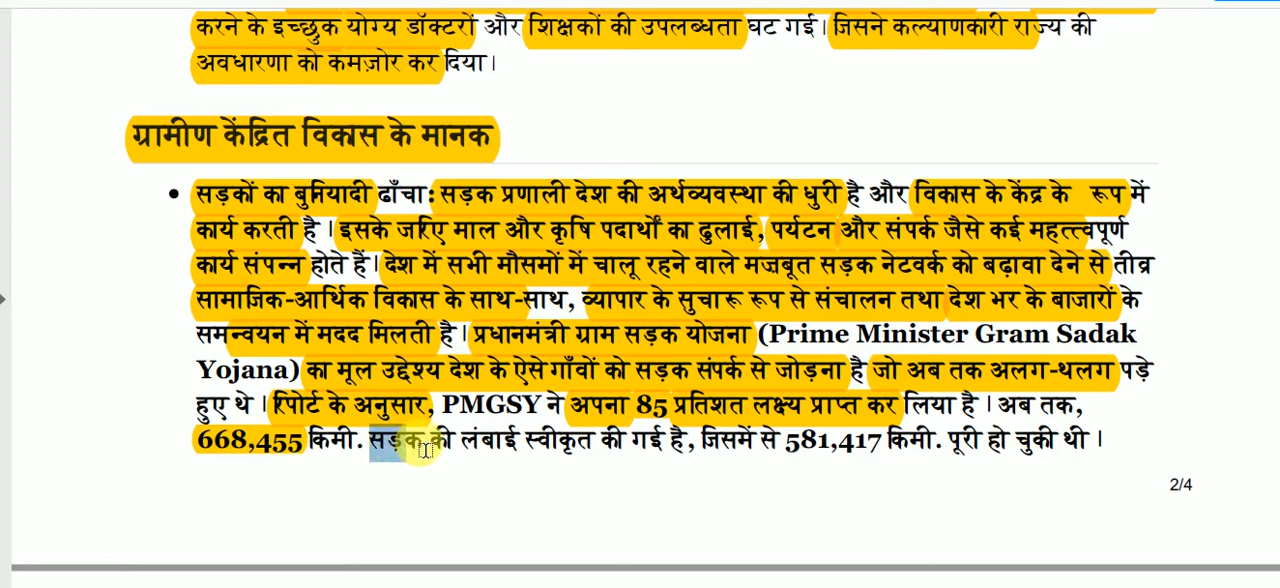 करने के इच्छुक योग्य डॉक्टरों और शिक्षकों की उपलब्धता घट गई। जिसने कल्याणकारी राज्य की
अवधारणा को कमज़ोर कर दिया।
ग्रामीण केंद्रित विकास के मानक
• सड़कों का बुनियादी ढाँचा: सड़क प्रणाली देश की अर्थव्यवस्था की धुरी है और विकास के केंद्र के रूप में
कार्य करती है। इसके जरिए माल और कृषि पदार्थों का ढुलाई, पर्यटन और संपर्क जैसे कई महत्त्वपूर्ण
कार्य संपन्न होते हैं। देश में सभी मौसमों में चालू रहने वाले मजबूत सड़क नेटवर्क को बढ़ावा देने से तीव्र
सामाजिक-आर्थिक विकास के साथ-साथ, व्यापार के सुचारू रूप से संचालन तथा देश भर के बाजारों के
समन्वयन में मदद मिलती है। प्रधानमंत्री ग्राम सड़क योजना (Prime Minister Gram Sadak
Yojana) का मूल उद्देश्य देश के ऐसे गाँवों को सड़क संपर्क से जोड़ना है जो अब तक अलग-थलग पड़े
हुए थे। रिपोर्ट के अनुसार, PMGSY ने अपना 85 प्रतिशत लक्ष्य प्राप्त कर लिया है। अब तक,
668,455 किमी. सड़क की लंबाई स्वीकृत की गई है, जिसमें से 581,417 किमी. पूरी हो चुकी थी।
2/4